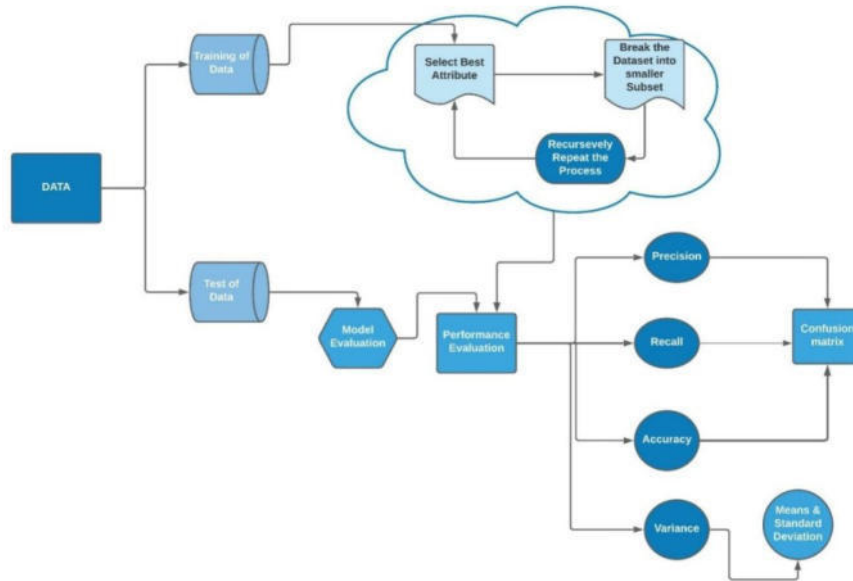 Training of
Data
Select Best
Attribute
Break the
Dataset into
smaller
Subset
Recursevely
Repeat the
Process
DATA
Test of
Data
Model
Evaluation
Performance
Evaluation
Precision
Recall
Confusion
matrix
Accuracy
Variance
Means &
Standard
Deviation